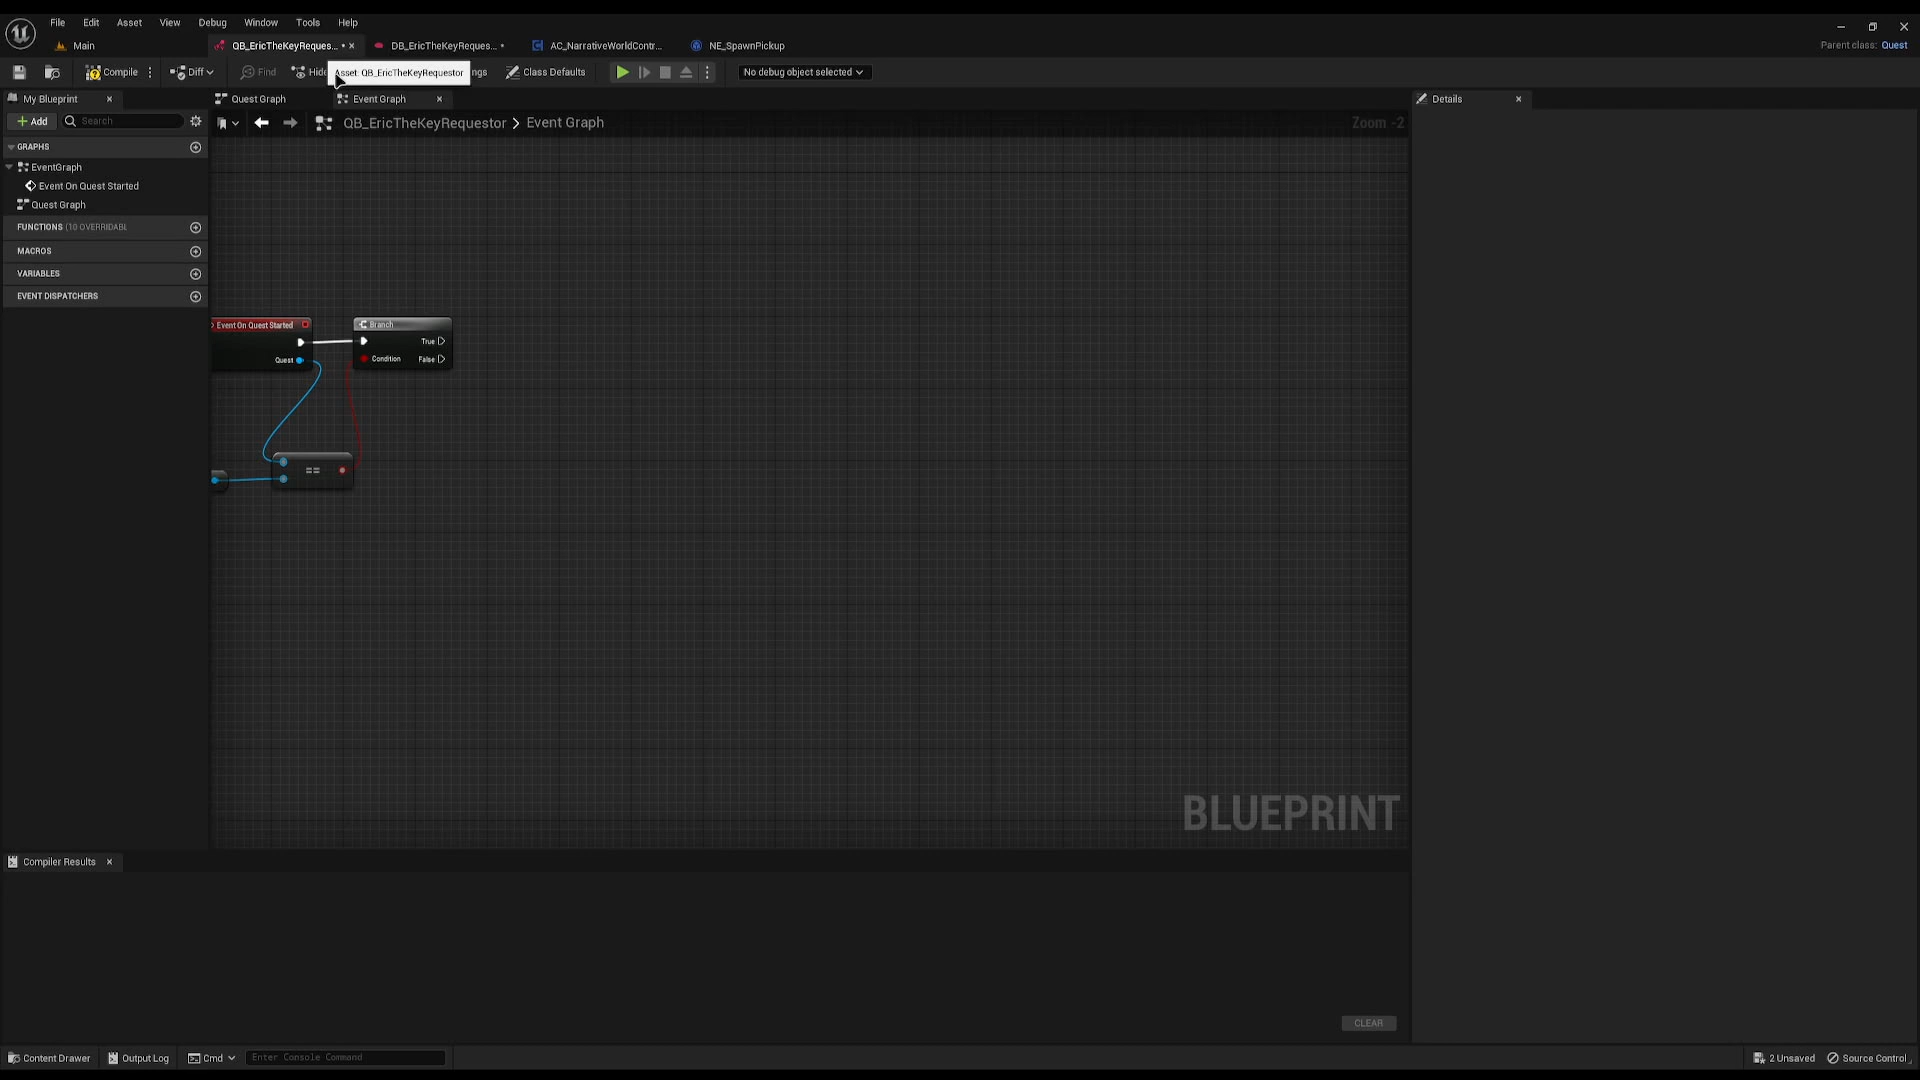 File Edit Asset View Debug Window Tools Help
Main
QB_EricTheKeyReques... •
DB_EricTheKeyReques... •
AC_NarrativeWorldContr...
NE_SpawnPickup
Parent class: Quest
Compile
Diff
Find
Hide
Asset: QB_EricTheKeyRequestor
ngs
Class Defaults
No debug object selected
My Blueprint
Quest Graph
Event Graph
Details
Add
Search
QB_EricTheKeyRequestor > Event Graph
Zoom -2
GRAPHS
EventGraph
Event On Quest Started
Quest Graph
FUNCTIONS (10 OVERRIDABL
MACROS
VARIABLES
EVENT DISPATCHERS
Event On Quest Started
Quest
Branch
True
Condition
False
==
BLUEPRINT
Compiler Results
CLEAR
Content Drawer
Output Log
Cmd
Enter Console Command
2 Unsaved
Source Control